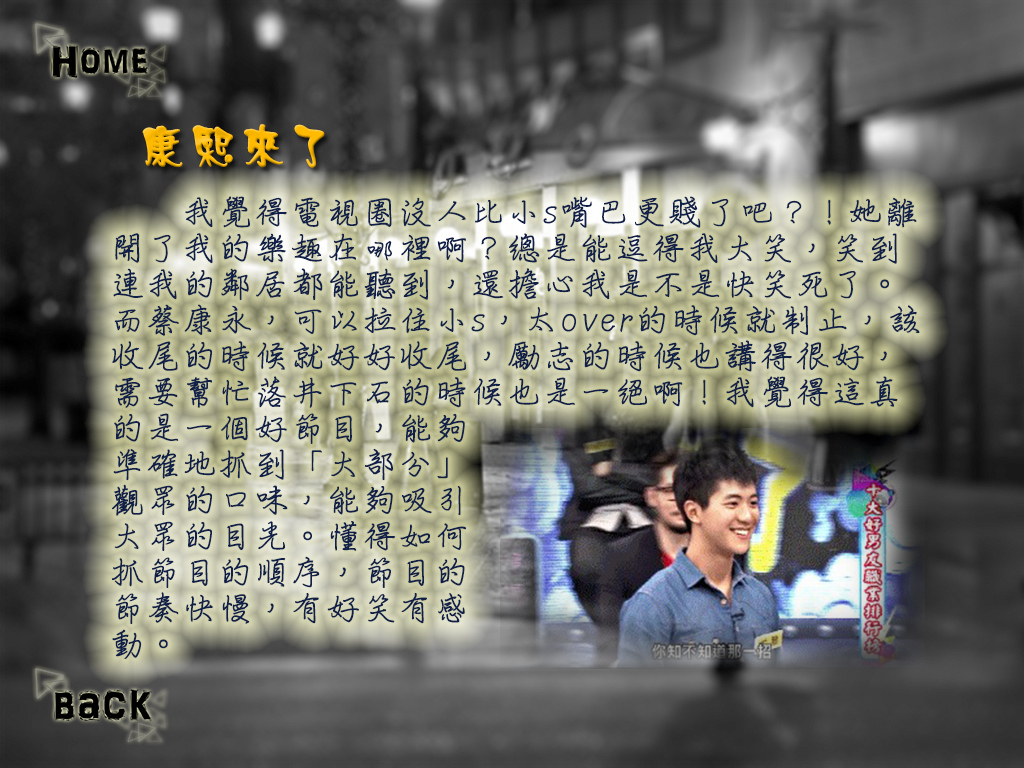 HOME
康熙來了
我覺得電視圈沒人比小s嘴巴更賤了吧？！她離
開了我的樂趣在哪裡啊？總是能逗得我大笑，笑到
連我的鄰居都能聽到，還擔心我是不是快笑死了。
而蔡康永，可以拉住小s，太over的時候就制止，該
收尾的時候就好好收尾，勵志的時候也講得很好，
需要幫忙落井下石的時候也是一絕啊！我覺得這真
的是一個好節目，能夠
準確地抓到「大部分」
觀眾的口味，能夠吸引
大眾的目光。懂得如何
抓節目的順序，節目的
節奏快慢，有好笑有感
動。
十大好男友職業排行榜
你知不知道那一招
BACK